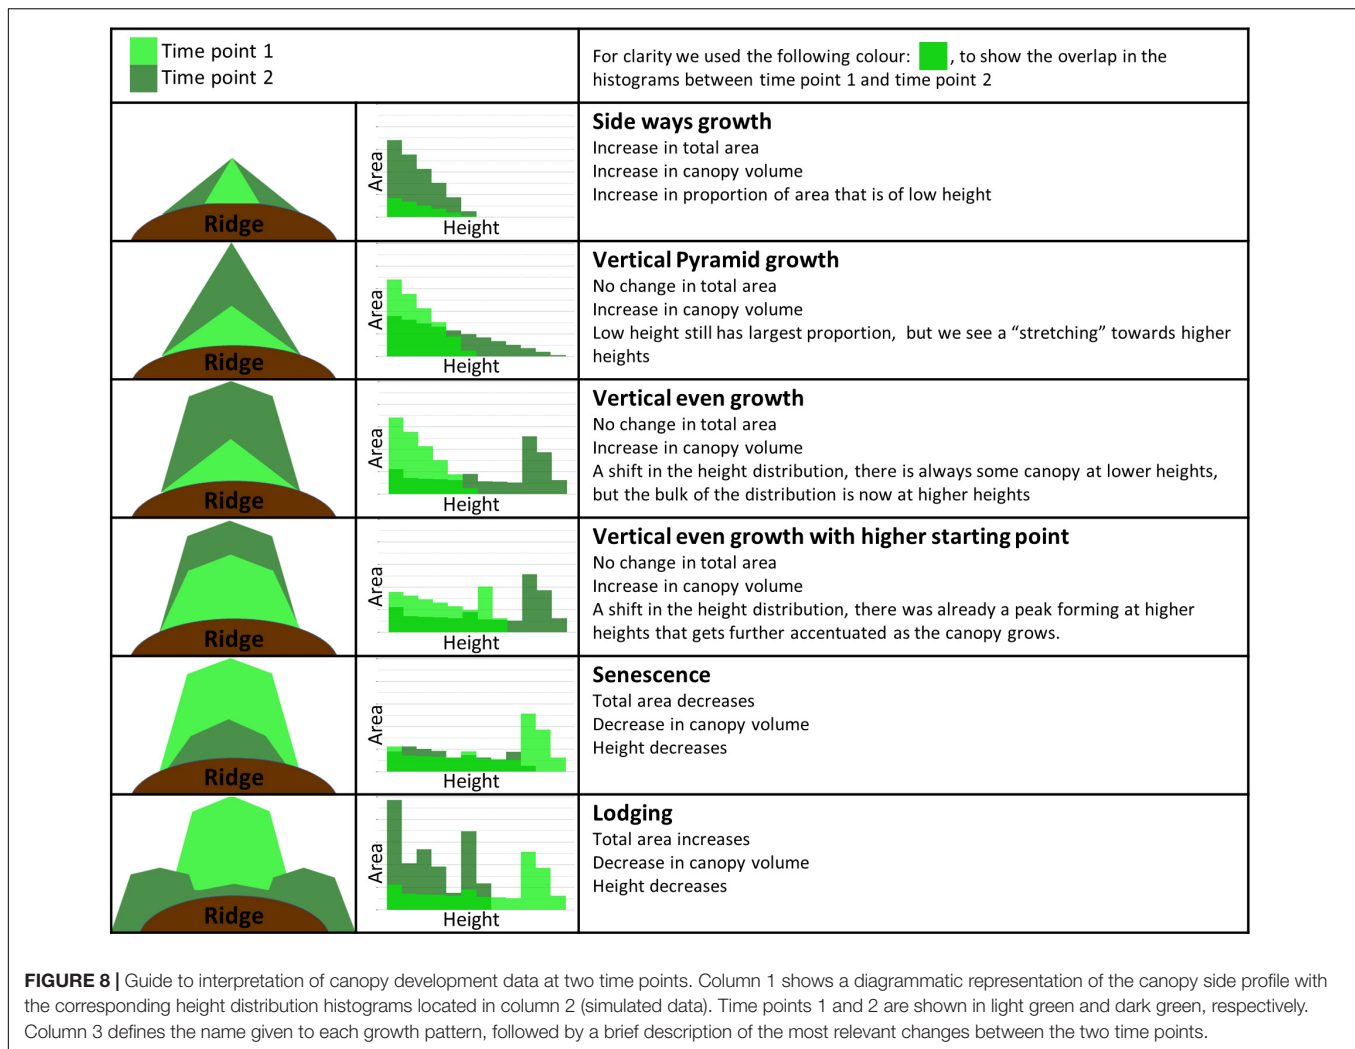 Time point 1
Time point 2
For clarity we used the following colour: , to show the overlap in the
histograms between time point 1 and time point 2
Ridge
Area
Height
Side ways growth
Increase in total area
Increase in canopy volume
Increase in proportion of area that is of low height
Ridge
Area
Height
Vertical Pyramid growth
No change in total area
Increase in canopy volume
Low height still has largest proportion, but we see a “stretching” towards higher
heights
Ridge
Area
Height
Vertical even growth
No change in total area
Increase in canopy volume
A shift in the height distribution, there is always some canopy at lower heights,
but the bulk of the distribution is now at higher heights
Ridge
Area
Height
Vertical even growth with higher starting point
No change in total area
Increase in canopy volume
A shift in the height distribution, there was already a peak forming at higher
heights that gets further accentuated as the canopy grows.
Ridge
Area
Height
Senescence
Total area decreases
Decrease in canopy volume
Height decreases
Ridge
Area
Height
Lodging
Total area increases
Decrease in canopy volume
Height decreases
FIGURE 8 | Guide to interpretation of canopy development data at two time points. Column 1 shows a diagrammatic representation of the canopy side profile with
the corresponding height distribution histograms located in column 2 (simulated data). Time points 1 and 2 are shown in light green and dark green, respectively.
Column 3 defines the name given to each growth pattern, followed by a brief description of the most relevant changes between the two time points.